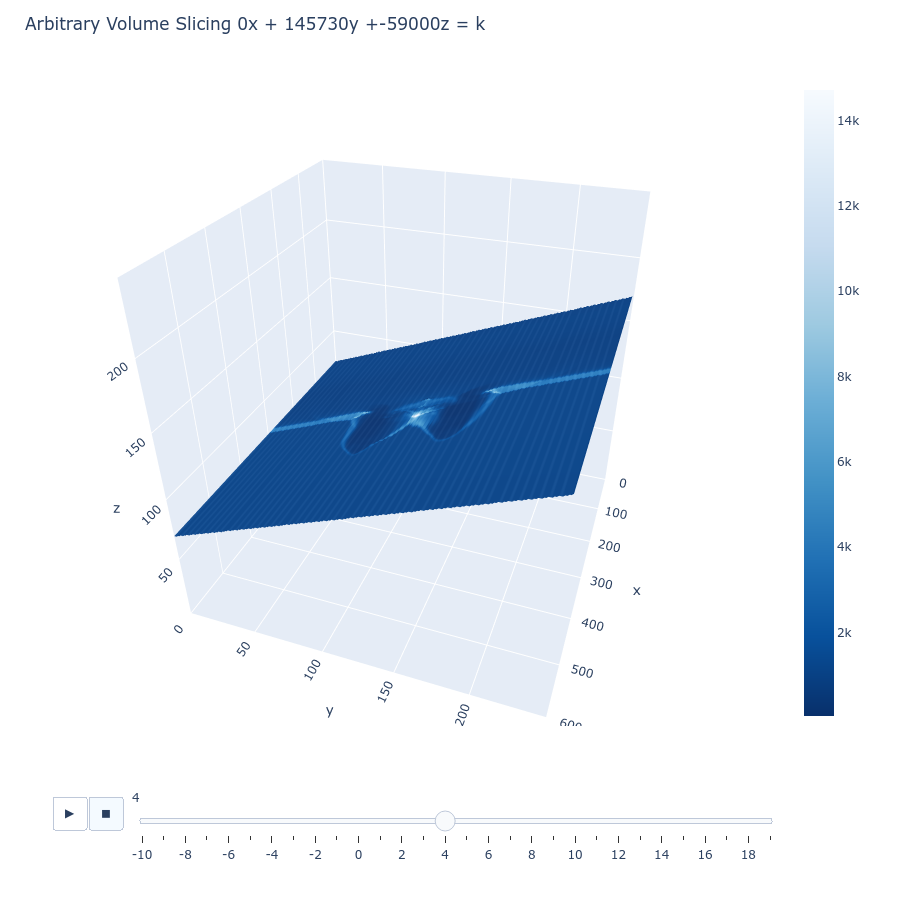 Arbitrary Volume Slicing 0x + 145730y +-59000z = k
14k
12k
10k
8k
6k
4k
2k
200
150
100
50
z
0
50
100
150
200
y
0
100
200
300
400
500
600
x
4
▶ ■
-10 -8 -6 -4 -2 0 2 4 6 8 10 12 14 16 18